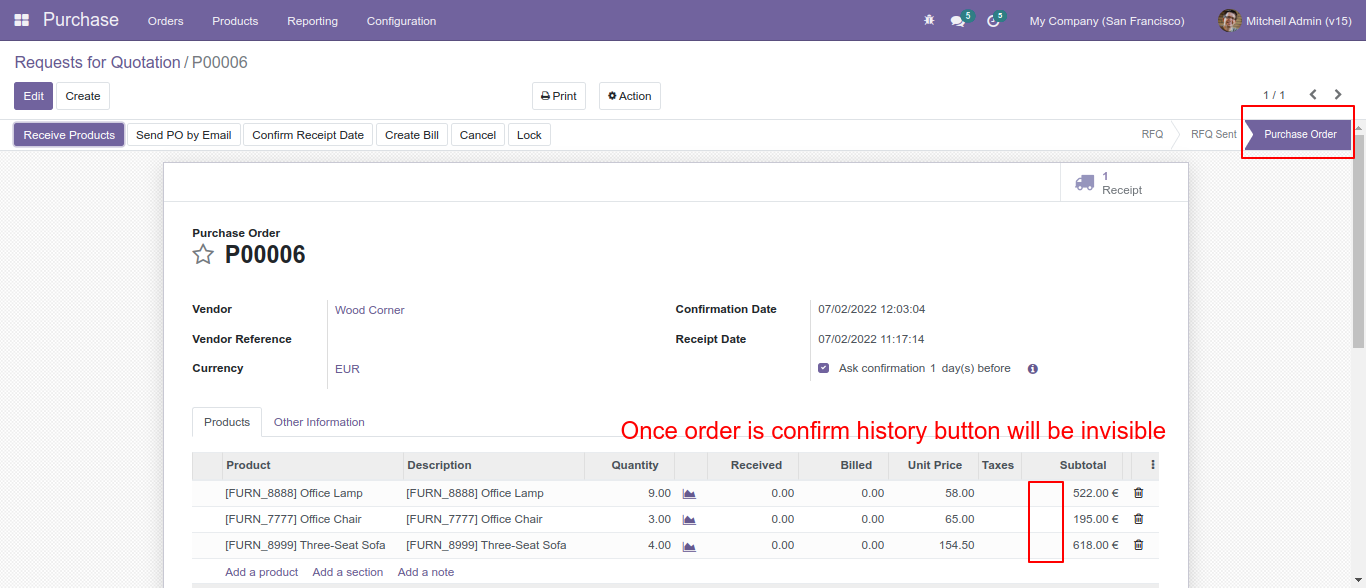 Purchase Orders Products Reporting Configuration 5 5 My Company (San Francisco) Mitchell Admin (v15)
Requests for Quotation / P00006
Edit Create Print Action 1 / 1
Receive Products Send PO by Email Confirm Receipt Date Create Bill Cancel Lock RFQ RFQ Sent Purchase Order
1
Receipt
Purchase Order
P00006
Vendor Wood Corner Confirmation Date 07/02/2022 12:03:04
Vendor Reference Receipt Date 07/02/2022 11:17:14
Currency EUR Ask confirmation 1 day(s) before
Products Other Information
Once order is confirm history button will be invisible
Product Description Quantity Received Billed Unit Price Taxes Subtotal
[FURN_8888] Office Lamp [FURN_8888] Office Lamp 9.00 0.00 0.00 58.00 522.00 €
[FURN_7777] Office Chair [FURN_7777] Office Chair 3.00 0.00 0.00 65.00 195.00 €
[FURN_8999] Three-Seat Sofa [FURN_8999] Three-Seat Sofa 4.00 0.00 0.00 154.50 618.00 €
Add a product Add a section Add a note